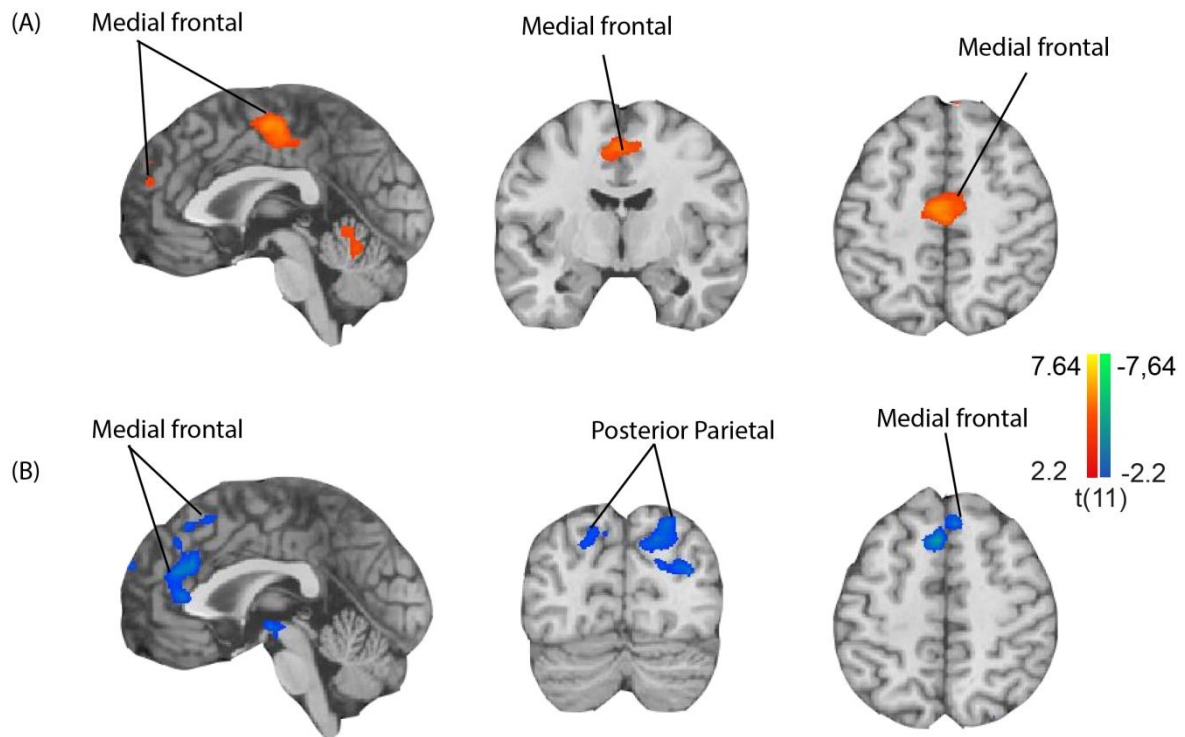 (A)
Medial frontal
Medial frontal
Medial frontal
7.64 -7,64
2.2 -2.2
t(11)
(B)
Medial frontal
Posterior Parietal
Medial frontal